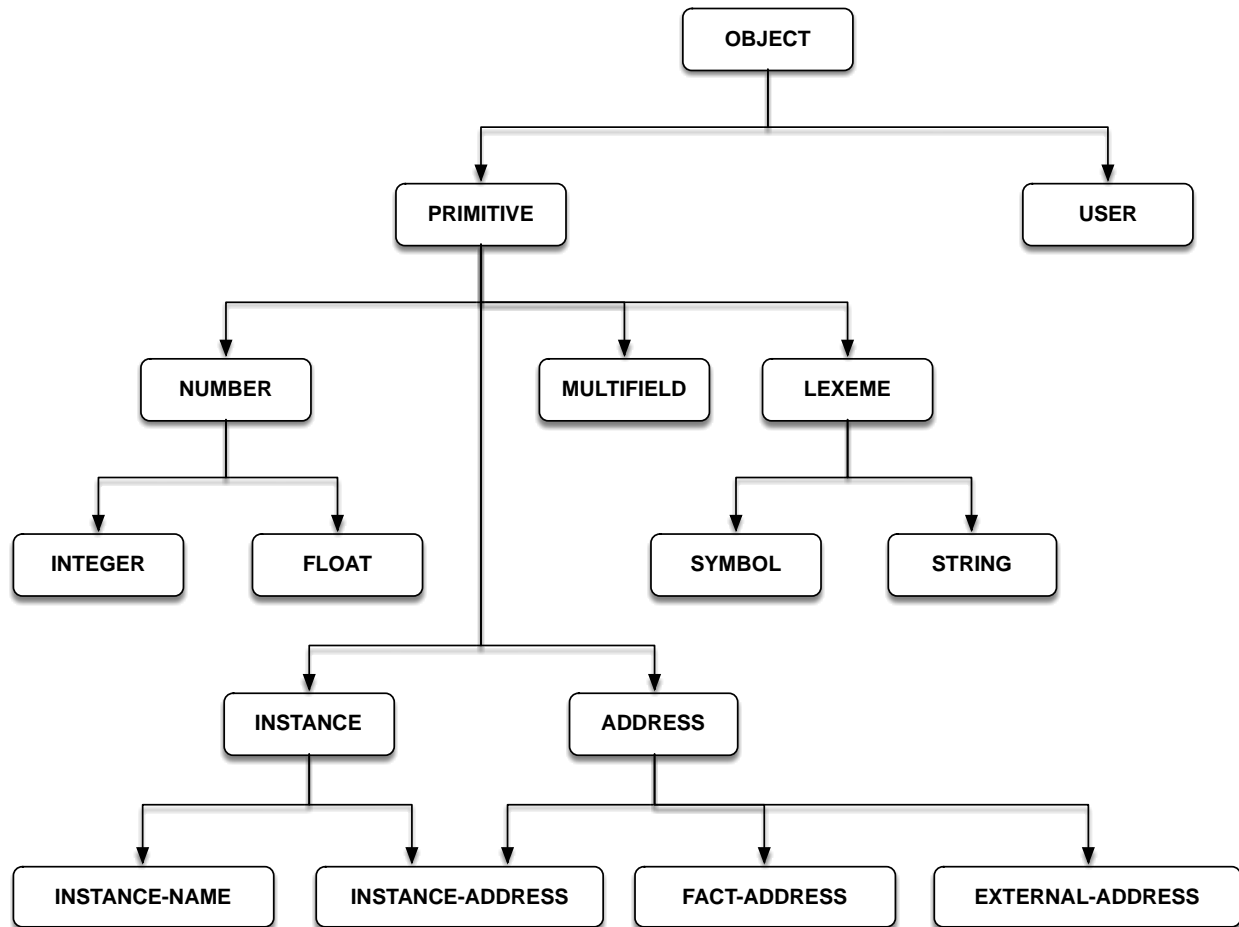 OBJECT
PRIMITIVE
USER
NUMBER
MULTIFIELD
LEXEME
INTEGER
FLOAT
SYMBOL
STRING
INSTANCE
ADDRESS
INSTANCE-NAME
INSTANCE-ADDRESS
FACT-ADDRESS
EXTERNAL-ADDRESS